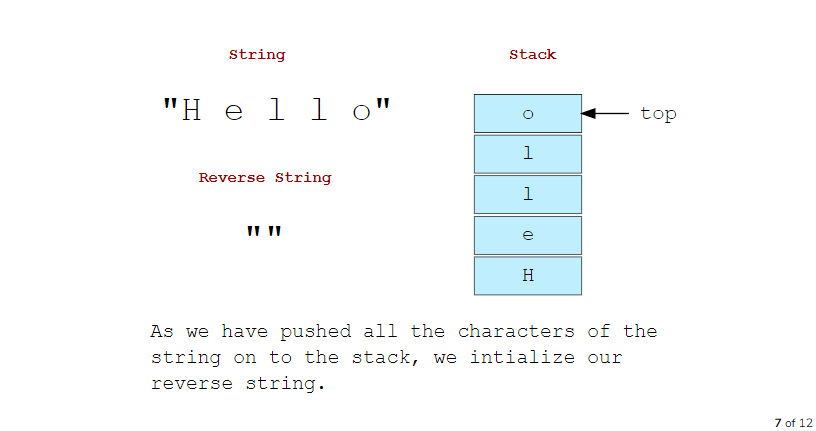 String
Stack
"H e l l o"
o
top
l
Reverse String
l
""
e
H
As we have pushed all the characters of the
string on to the stack, we intialize our
reverse string.
7 of 12